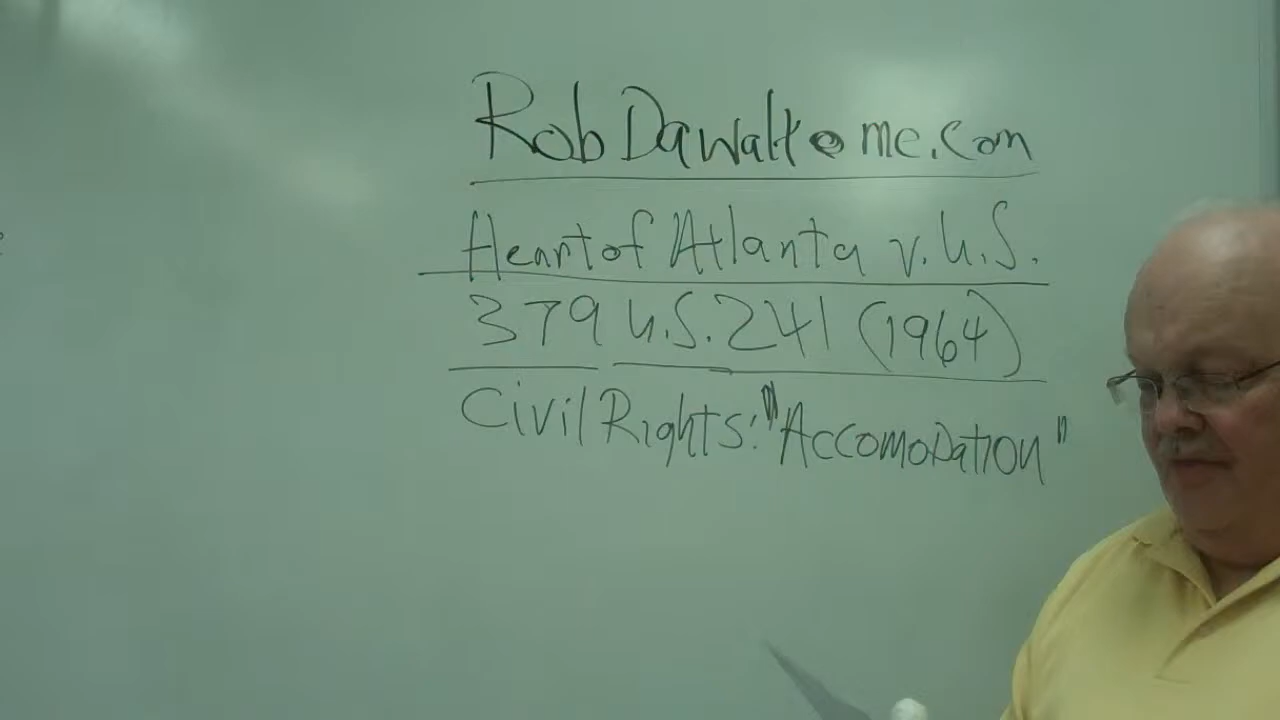 RobDawalt@me.com
Heart of Atlanta v. U.S.
379 U.S. 241 (1964)
Civil Rights: "Accomodation"